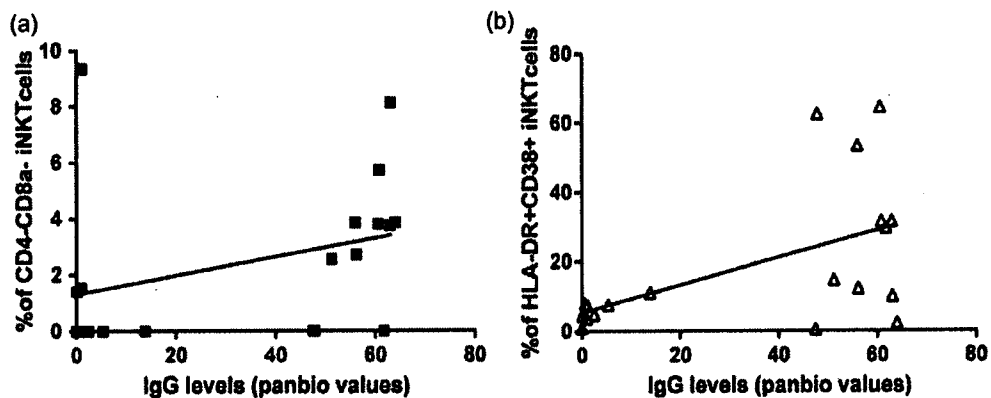 (a)
%of CD4-CD8a- iNKTcells
10
8
6
4
2
0
0 20 40 60 80
IgG levels (panbio values)
(b)
%of HLA-DR+CD38+ iNKTcells
80
60
40
20
0
0 20 40 60 80
IgG levels (panbio values)